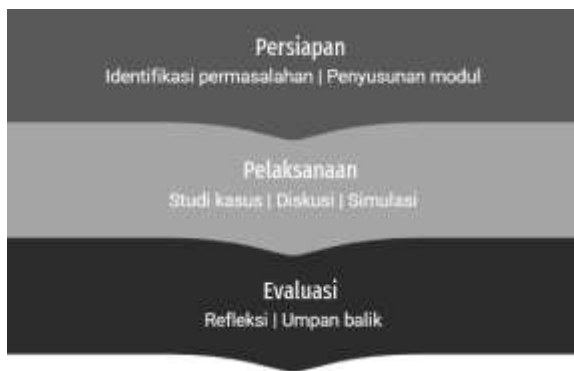 Persiapan
Identifikasi permasalahan | Penyusunan modul
Pelaksanaan
Studi kasus | Diskusi | Simulasi
Evaluasi
Refleksi | Umpan balik